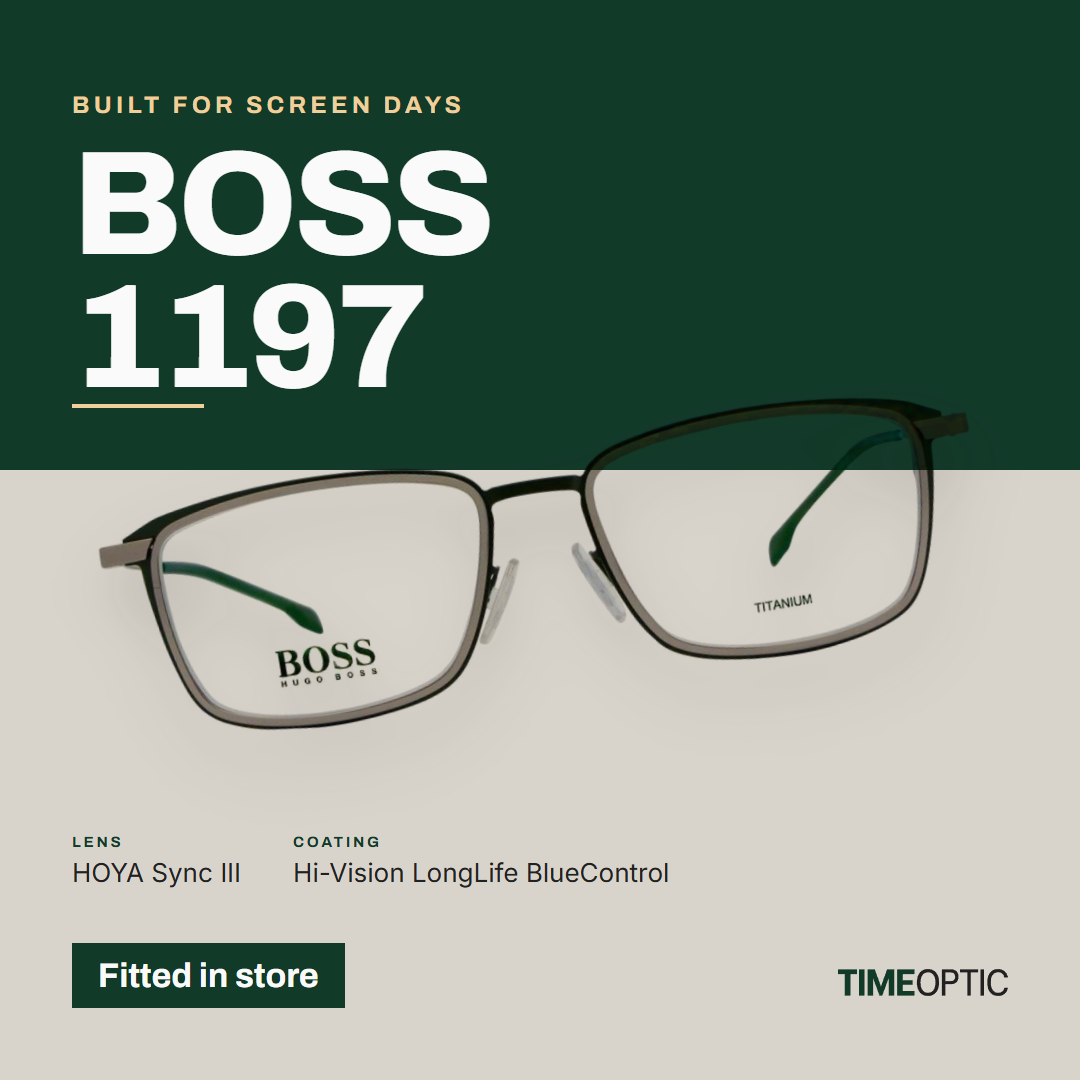 BUILT FOR SCREEN DAYS
BOSS
1197
BOSS
HUGO BOSS
TITANIUM
LENS
HOYA Sync III
COATING
Hi-Vision LongLife BlueControl
Fitted in store
TIMEOPTIC